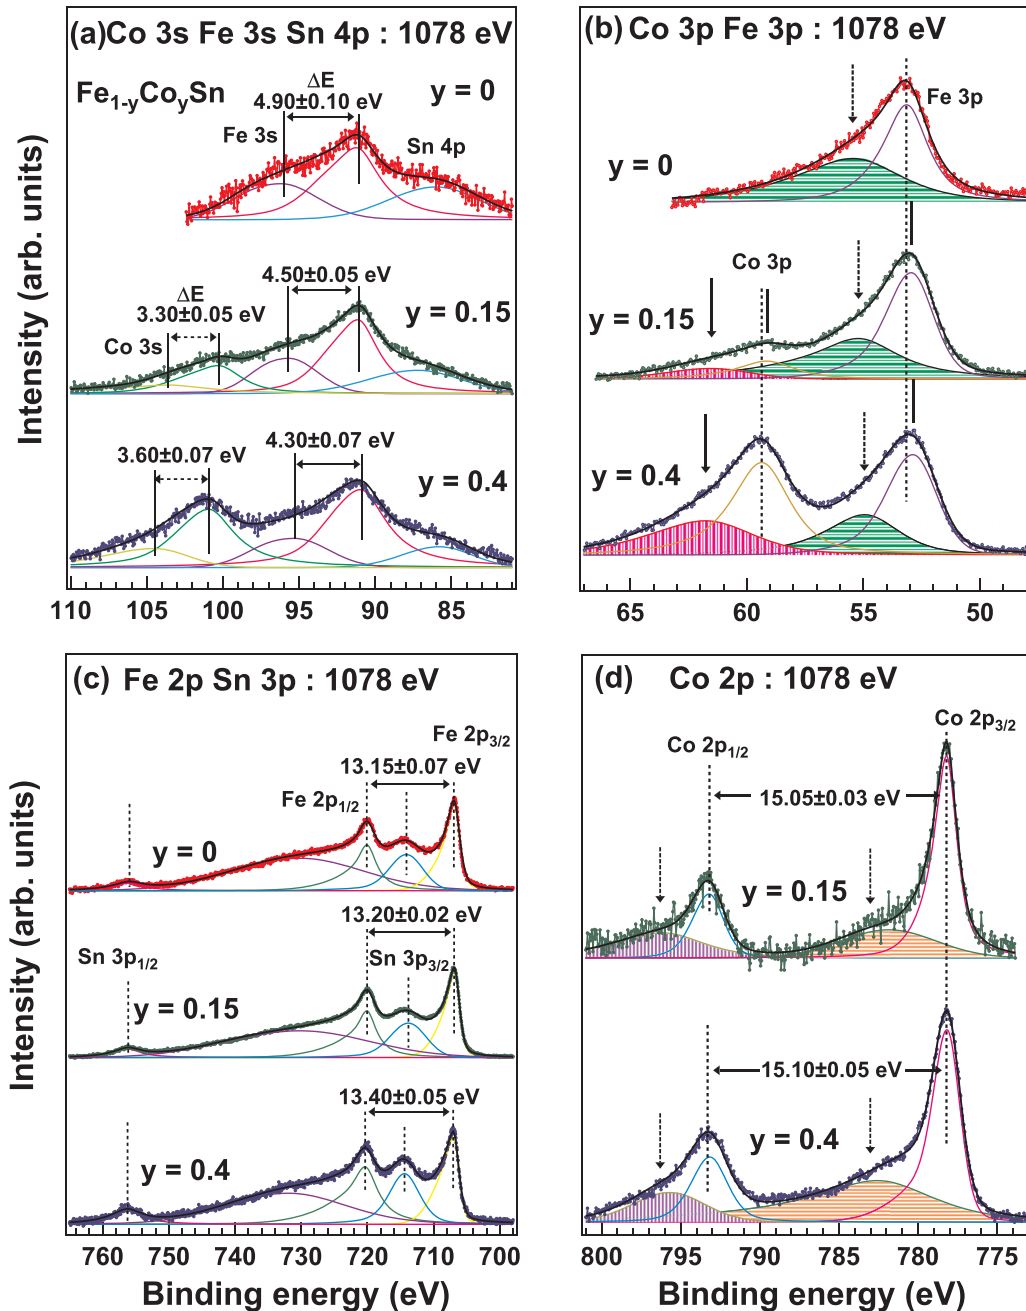 (a)Co 3s Fe 3s Sn 4p : 1078 eV
Fe1-yCoySn
ΔE
4.90±0.10 eV
y = 0
Fe 3s
Sn 4p
4.50±0.05 eV
ΔE
3.30±0.05 eV
y = 0.15
Co 3s
4.30±0.07 eV
3.60±0.07 eV
y = 0.4
110 105 100 95 90 85
Intensity (arb. units)
(b) Co 3p Fe 3p : 1078 eV
Fe 3p
y = 0
Co 3p
y = 0.15
y = 0.4
65 60 55 50
(c) Fe 2p Sn 3p : 1078 eV
Fe 2p3/2
13.15±0.07 eV
Fe 2p1/2
y = 0
13.20±0.02 eV
Sn 3p1/2
Sn 3p3/2
y = 0.15
13.40±0.05 eV
y = 0.4
760 750 740 730 720 710 700
Binding energy (eV)
Intensity (arb. units)
(d) Co 2p : 1078 eV
Co 2p3/2
Co 2p1/2
15.05±0.03 eV
y = 0.15
15.10±0.05 eV
y = 0.4
800 795 790 785 780 775
Binding energy (eV)